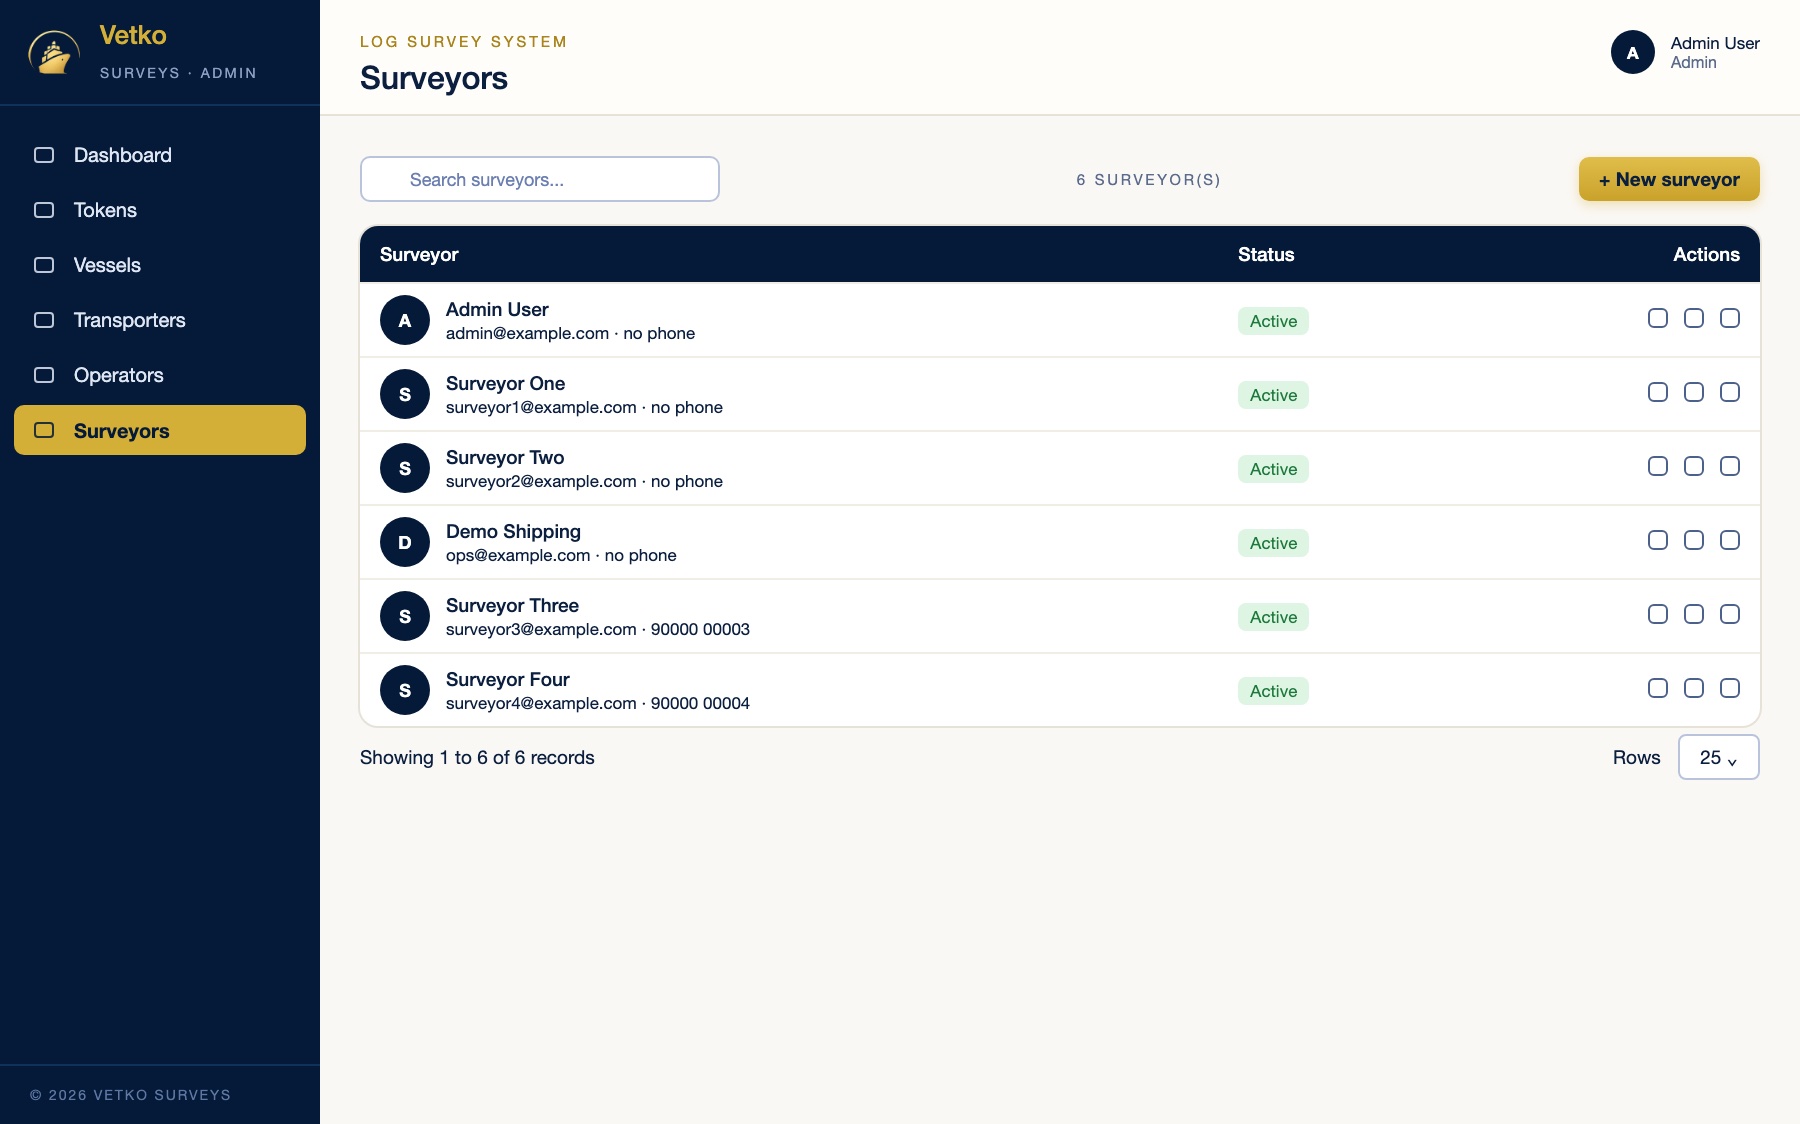 Vetko
SURVEYS · ADMIN
Dashboard
Tokens
Vessels
Transporters
Operators
Surveyors
© 2026 VETKO SURVEYS
LOG SURVEY SYSTEM
Surveyors
A
Admin User
Admin
Search surveyors...
6 SURVEYOR(S)
+ New surveyor
Surveyor Status Actions
A
Admin User
admin@example.com · no phone
Active
S
Surveyor One
surveyor1@example.com · no phone
Active
S
Surveyor Two
surveyor2@example.com · no phone
Active
D
Demo Shipping
ops@example.com · no phone
Active
S
Surveyor Three
surveyor3@example.com · 90000 00003
Active
S
Surveyor Four
surveyor4@example.com · 90000 00004
Active
Showing 1 to 6 of 6 records
Rows 25